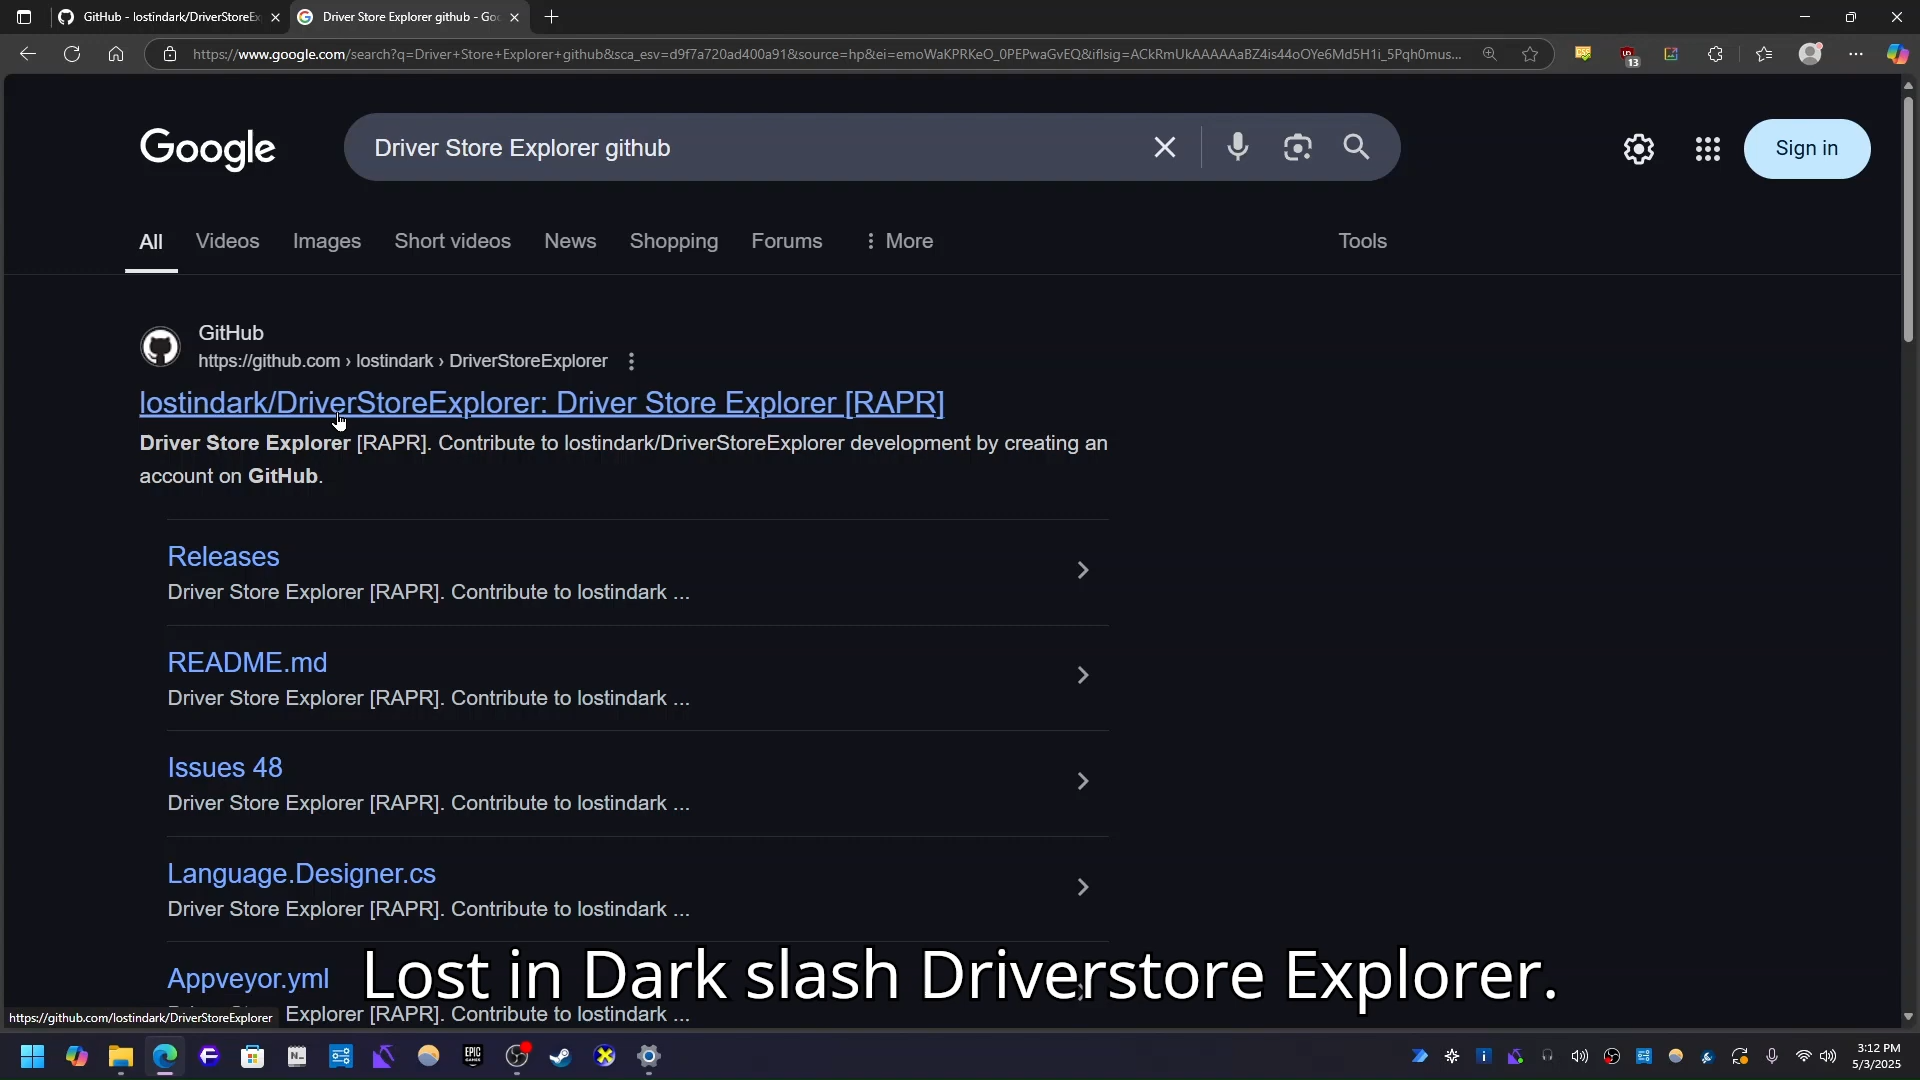 GitHub - lostindark/DriverStoreEx
Driver Store Explorer github - Goo
https://www.google.com/search?q=Driver+Store+Explorer+github&sca_esv=d9f7a720ad400a91&source=hp&ei=emoWaKPRKeO_0PEPwaGvEQ&iflsig=ACkRmUkAAAAAaBZ4is44oOYe6Md5H1i_5Pqh0mus...
13
Google
Driver Store Explorer github
Sign in
All
Videos
Images
Short videos
News
Shopping
Forums
More
Tools
GitHub
https://github.com › lostindark › DriverStoreExplorer
lostindark/DriverStoreExplorer: Driver Store Explorer [RAPR]
Driver Store Explorer [RAPR]. Contribute to lostindark/DriverStoreExplorer development by creating an
account on GitHub.
Releases
Driver Store Explorer [RAPR]. Contribute to lostindark ...
README.md
Driver Store Explorer [RAPR]. Contribute to lostindark ...
Issues 48
Driver Store Explorer [RAPR]. Contribute to lostindark ...
Language.Designer.cs
Driver Store Explorer [RAPR]. Contribute to lostindark ...
Appveyor.yml
Explorer [RAPR]. Contribute to lostindark ...
Lost in Dark slash Driverstore Explorer.
https://github.com/lostindark/DriverStoreExplorer
EPIC
3:12 PM
5/3/2025